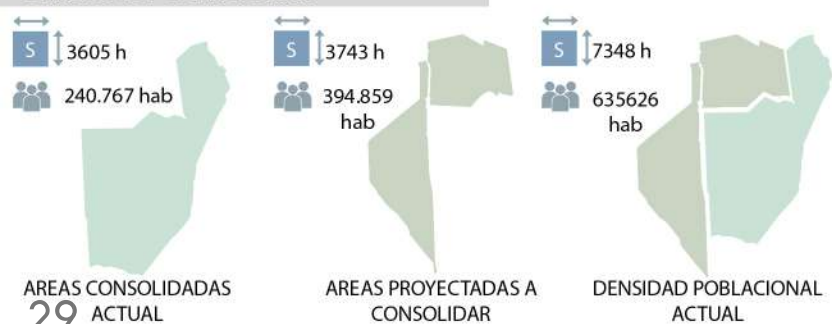 S 3605 h
240.767 hab
AREAS CONSOLIDADAS
ACTUAL
S 3743 h
394.859
hab
AREAS PROYECTADAS A
CONSOLIDAR
S 7348 h
635626
hab
DENSIDAD POBLACIONAL
ACTUAL
29